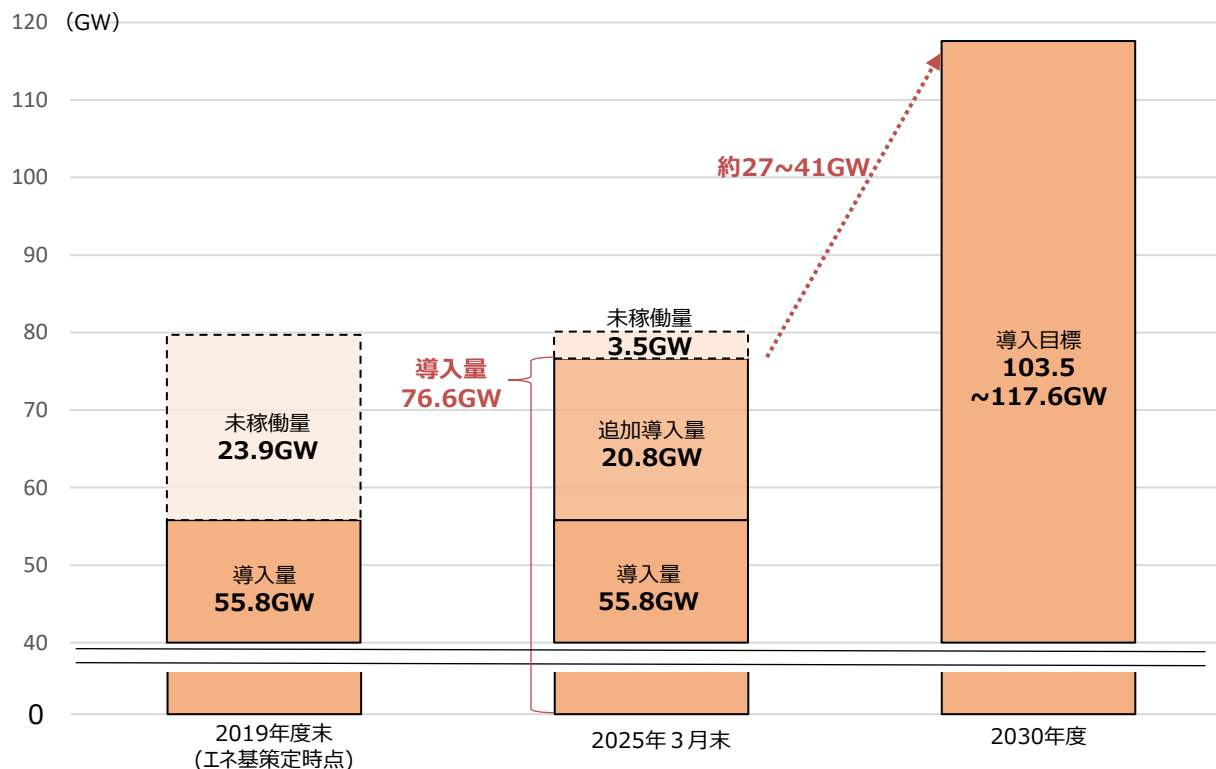 (GW)
120
110
100
90
80
70
60
50
40
0
未稼働量
23.9GW
導入量
55.8GW
2019年度末
(エネ基策定時点)
導入量
76.6GW
未稼働量
3.5GW
追加導入量
20.8GW
導入量
55.8GW
2025年３月末
約27~41GW
導入目標
103.5
~117.6GW
2030年度